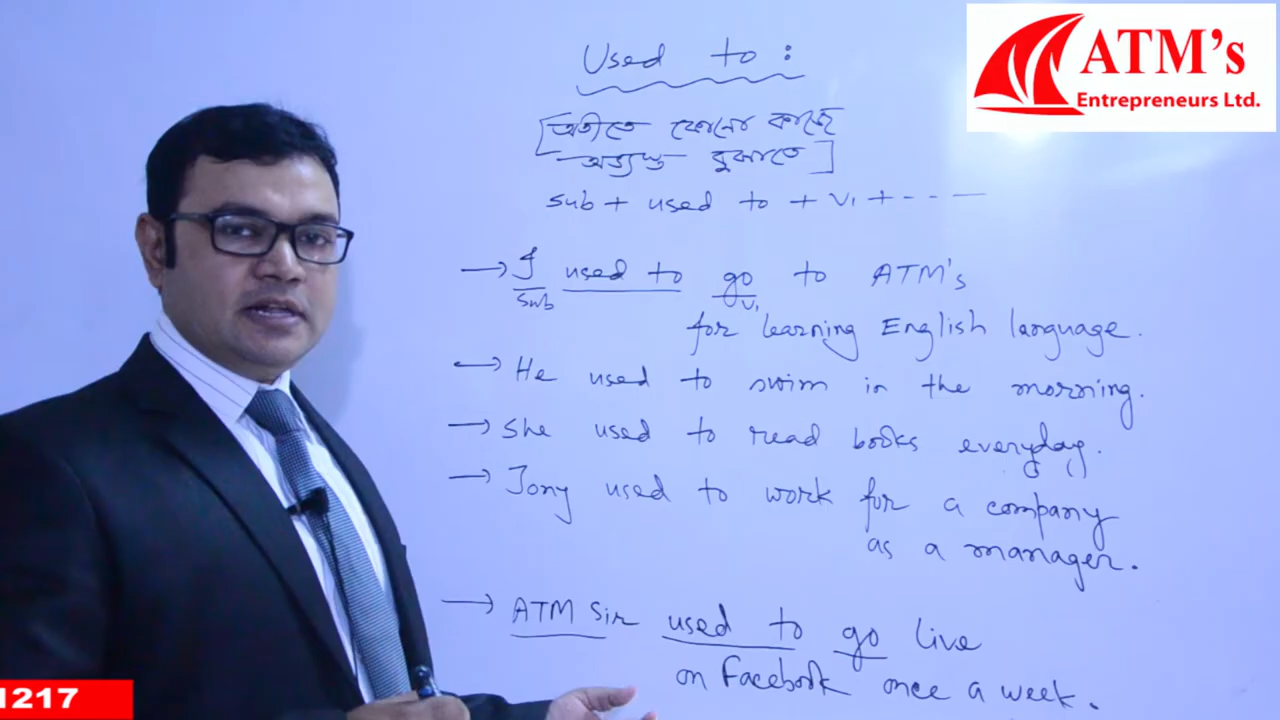 ATM's
Entrepreneurs Ltd.
Used to :
[অতীতে কোনো কাজে
অভ্যস্ত বুঝাতে]
Sub + used to + V1 + - - -
→ I used to go to ATM's
Sub V1
for learning English language.
→ He used to swim in the morning.
→ She used to read books everyday.
→ Tony used to work for a company
as a manager.
→ ATM Sir used to go live
on Facebook once a week.
1217